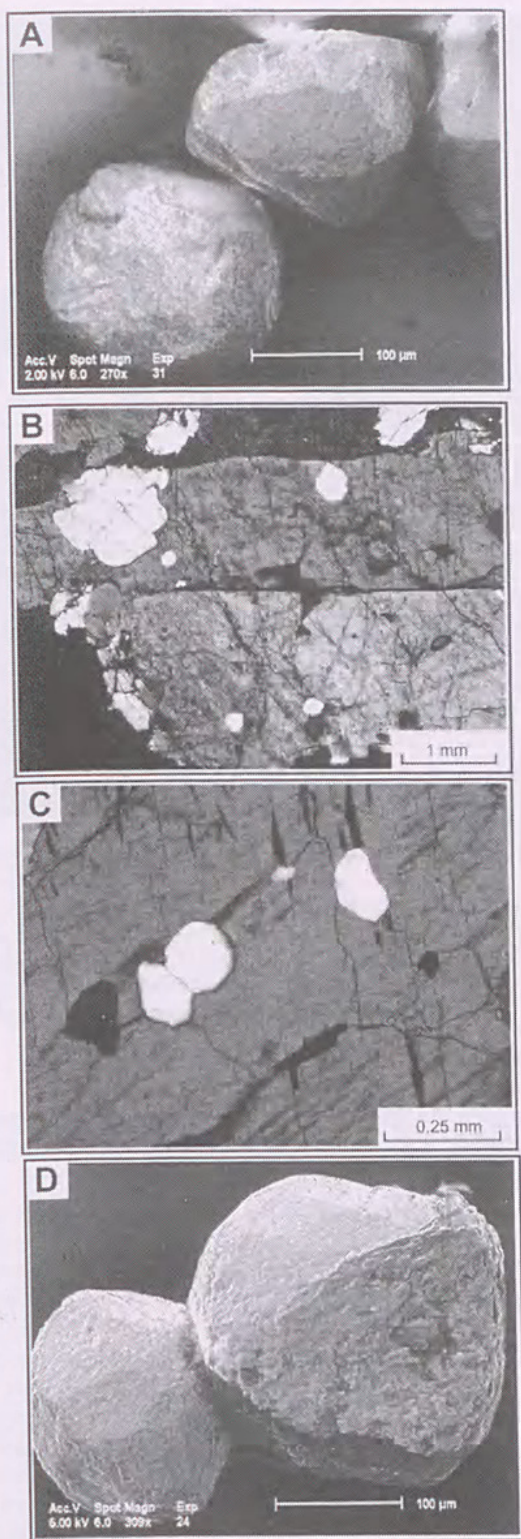 A
Acc.V Spot Magn Exp
2.00 kV 6.0 270x 31
100 µm
B
1 mm
C
0.25 mm
D
Acc.V Spot Magn Exp
6.00 kV 6.0 309x 24
100 µm